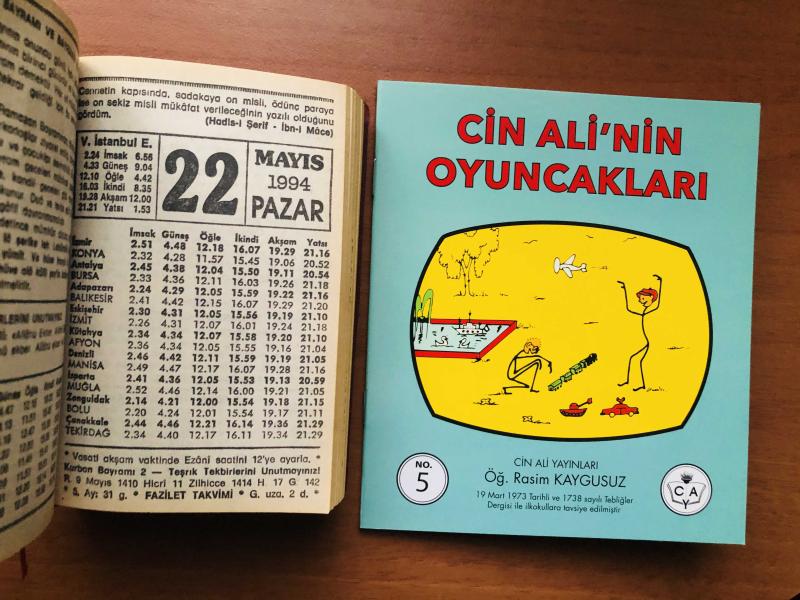 Cennetin kapısında, sadakaya on misli, ödünç paraya
ise on sekiz misli mükâfat verileceğinin yazılı olduğunu
gördüm.
(Hadis-i Şerif - İbn-i Mâce)
V. İstanbul E.
2.24 İmsak 6.56
4.33 Güneş 9.04
12.10 Öğle 4.42
16.03 İkindi 8.35
19.28 Akşam 12.00
21.21 Yatsı 1.53
22
MAYIS
1994
PAZAR
İmsak Güneş Öğle İkindi Akşam Yatsı
İzmir 2.51 4.48 12.18 16.07 19.29 21.16
KONYA 2.32 4.28 11.57 15.45 19.06 20.52
Antalya 2.45 4.38 12.04 15.50 19.11 20.54
BURSA 2.33 4.36 12.11 16.03 19.26 21.18
Adapazarı 2.24 4.29 12.05 15.59 19.22 21.16
BALIKESİR 2.41 4.42 12.15 16.07 19.29 21.20
Eskişehir 2.30 4.31 12.05 15.56 19.19 21.10
İZMİT 2.26 4.31 12.07 16.01 19.24 21.18
Kütahya 2.34 4.34 12.07 15.58 19.20 21.10
AFYON 2.36 4.34 12.05 15.55 19.16 21.04
Denizli 2.46 4.42 12.11 15.59 19.19 21.05
MANİSA 2.49 4.47 12.17 16.07 19.28 21.16
Isparta 2.41 4.36 12.05 15.53 19.13 20.59
MUĞLA 2.52 4.46 12.14 16.00 19.21 21.05
Zonguldak 2.14 4.21 12.00 15.54 19.18 21.15
BOLU 2.20 4.24 12.01 15.54 19.17 21.11
Çanakkale 2.44 4.46 12.21 16.14 19.36 21.29
TEKİRDAĞ 2.34 4.40 12.17 16.11 19.34 21.29
* Vasati akşam vaktinde Ezâni saatini 12'ye ayarla. *
Kurban Bayramı 2 — Teşrık Tekbirlerini Unutmayınız!
R. 9 Mayıs 1410 Hicri 11 Zilhicce 1414 H. 17 G. 142
* 5. Ay: 31 g. * FAZİLET TAKVİMİ * G. uza. 2 d. *
CİN ALİ'NİN
OYUNCAKLARI
NO.
5
CİN ALİ YAYINLARI
Öğ. Rasim KAYGUSUZ
19 Mart 1973 Tarihli ve 1738 sayılı Tebliğler
Dergisi ile ilkokullara tavsiye edilmiştir
C A
Y